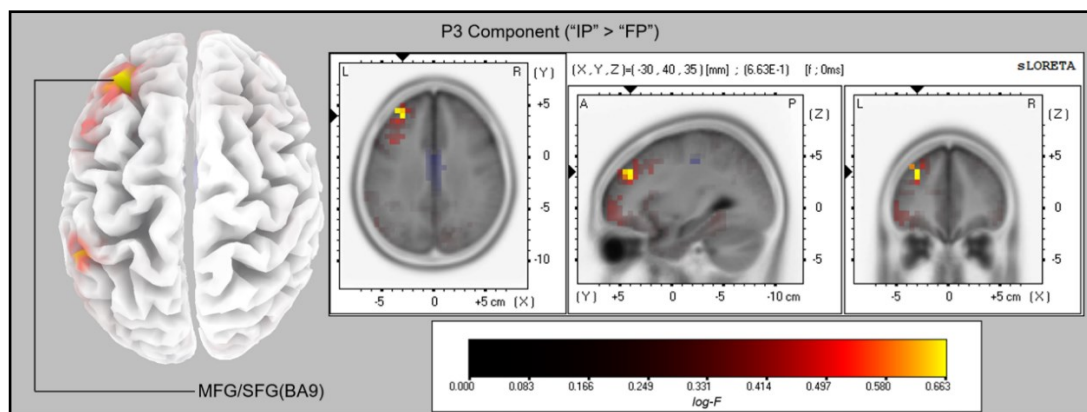 P3 Component (“IP” > “FP”)
L R (Y)
+5
0
-5
-10
-5 0 +5 cm (X)
(X, Y, Z)=( -30 , 40 , 35 ) [mm] ; (6.63E-1) [f ; 0ms]
sLORETA
A P (Z)
+5
0
-5
(Y) +5 0 -5 -10 cm
L R (Z)
+5
0
-5
-5 0 +5 cm (X)
0.000 0.083 0.166 0.249 0.331 0.414 0.497 0.580 0.663
log-F
MFG/SFG(BA9)